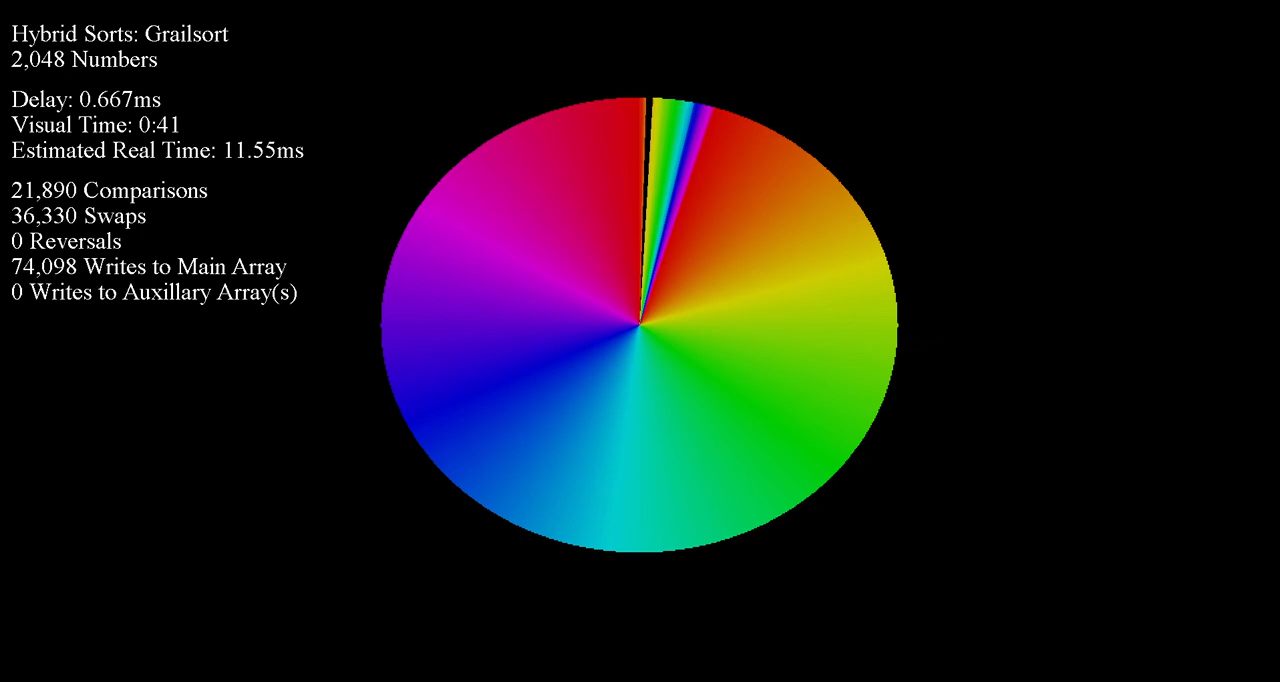 Hybrid Sorts: Grailsort
2,048 Numbers
Delay: 0.667ms
Visual Time: 0:41
Estimated Real Time: 11.55ms
21,890 Comparisons
36,330 Swaps
0 Reversals
74,098 Writes to Main Array
0 Writes to Auxillary Array(s)